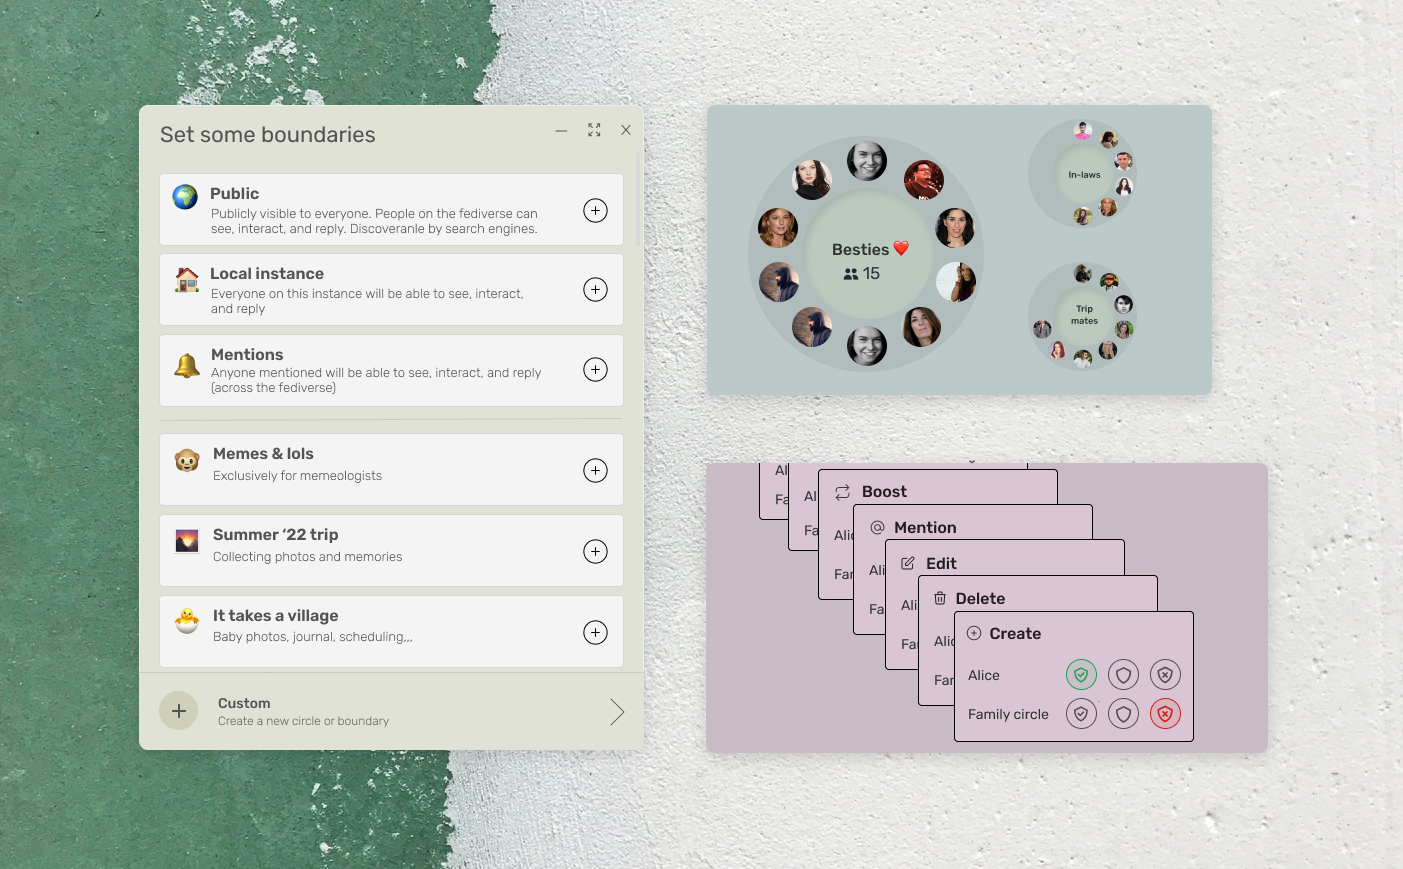 Set some boundaries
Public
Publicly visible to everyone. People on the fediverse can
see, interact, and reply. Discoveranle by search engines.
Local instance
Everyone on this instance will be able to see, interact,
and reply
Mentions
Anyone mentioned will be able to see, interact, and reply
(across the fediverse)
Memes & lols
Exclusively for memeologists
Summer ‘22 trip
Collecting photos and memories
It takes a village
Baby photos, journal, scheduling,,,
Custom
Create a new circle or boundary
Besties ❤️
15
In-laws
Trip
mates
Al
Fa
Al
Fa
Boost
Alic
Far
Mention
Ali
Fa
Edit
Ali
Fa
Delete
Alic
Far
Create
Alice
Family circle